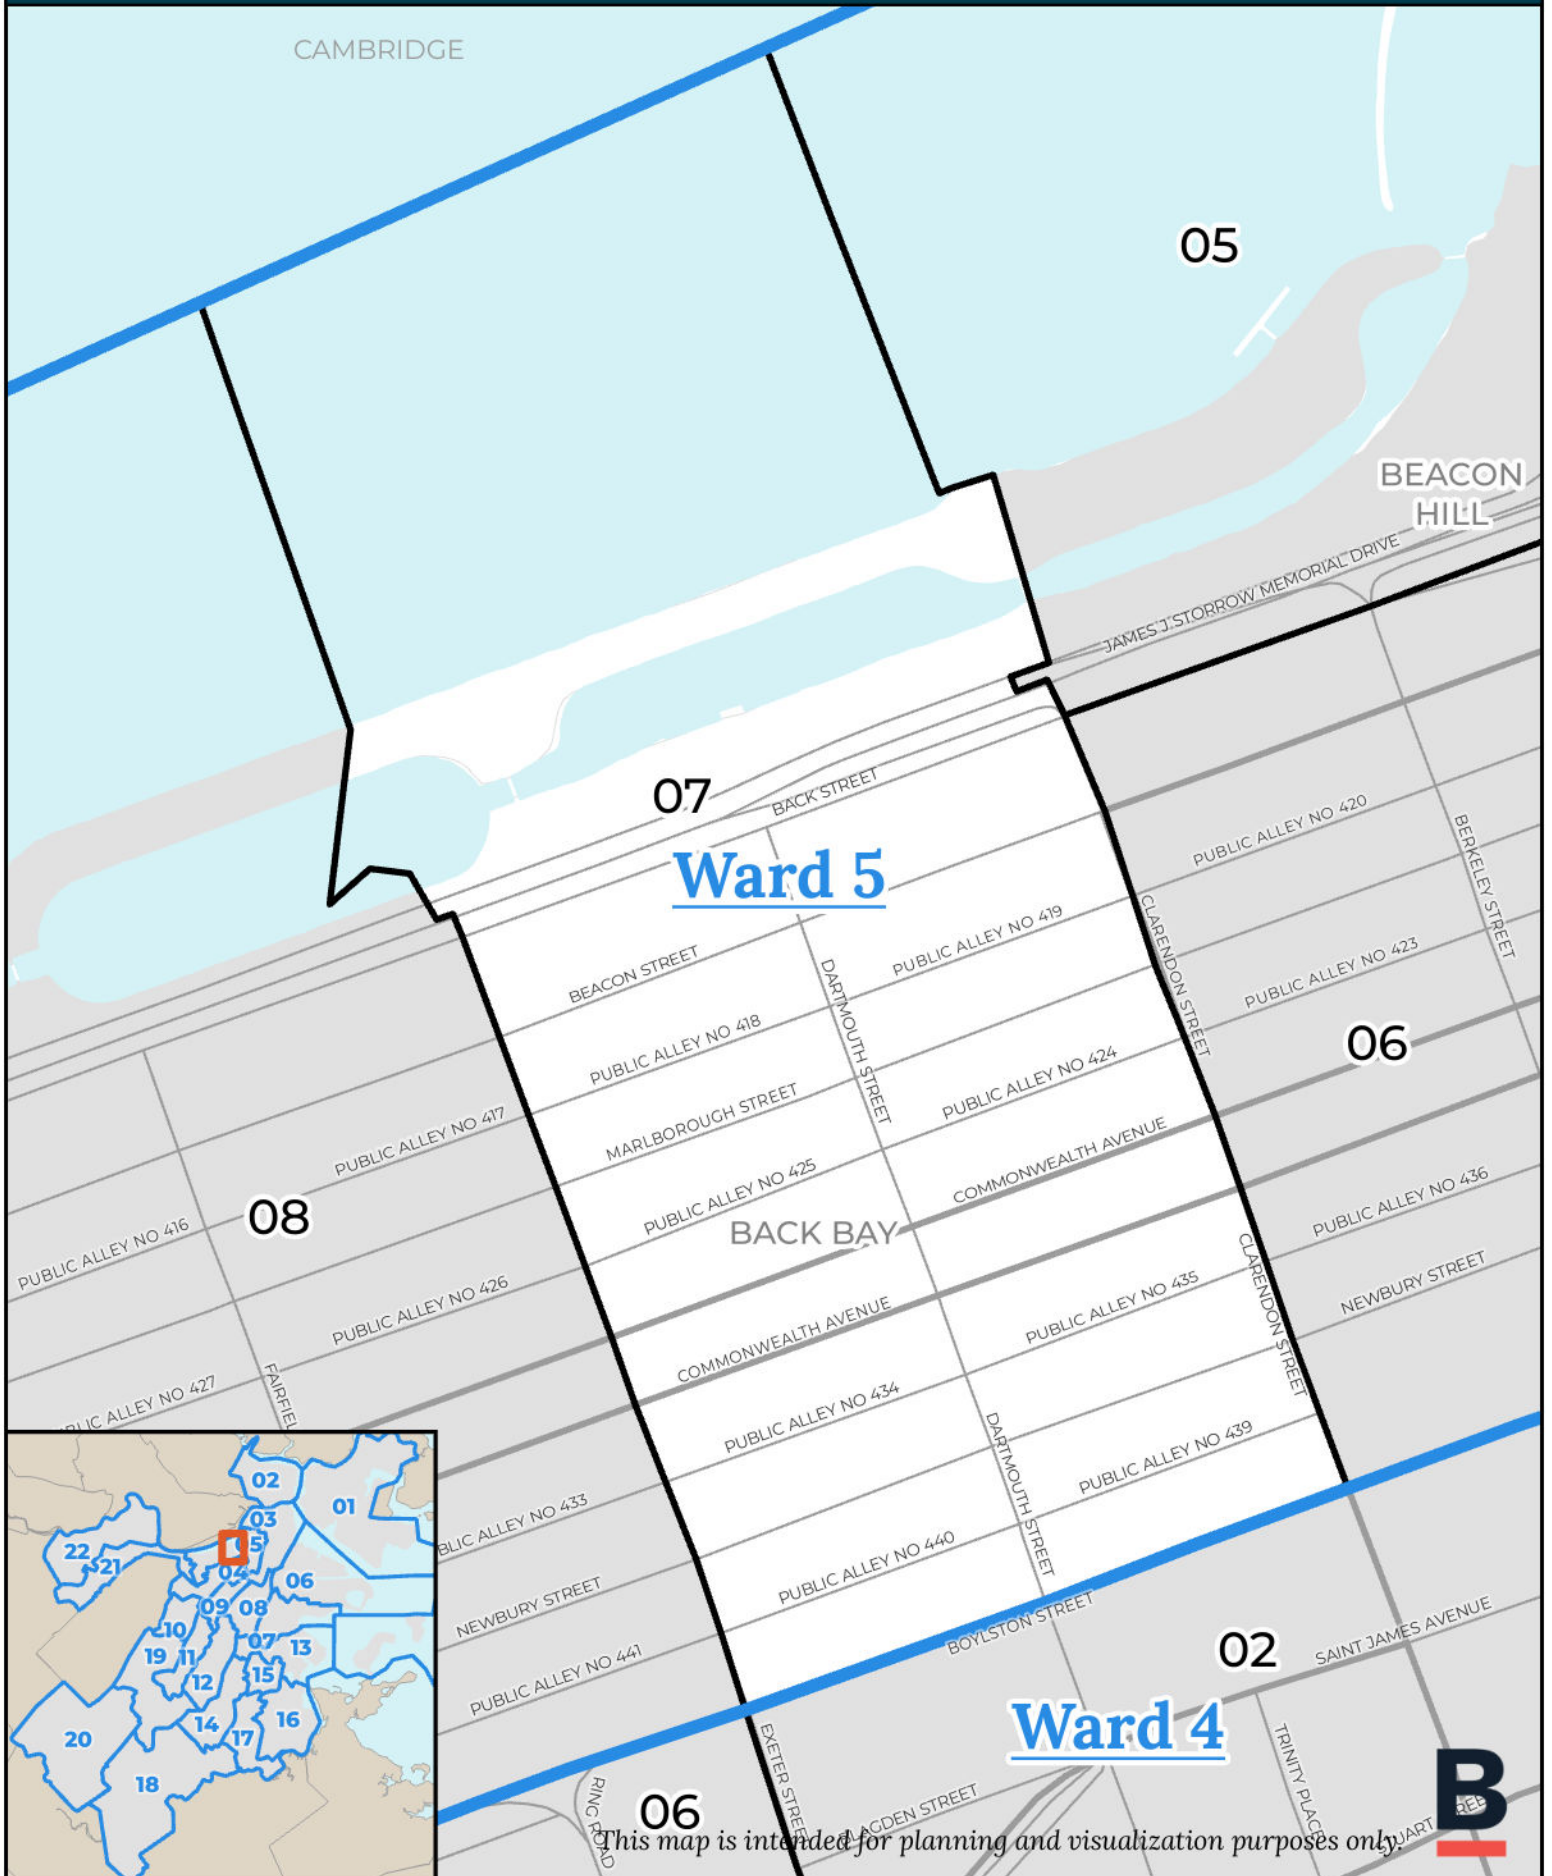 CAMBRIDGE
05
BEACON
HILL
JAMES J STORROW MEMORIAL DRIVE
07
BACK STREET
Ward 5
PUBLIC ALLEY NO 420
BERKELEY STREET
BEACON STREET
PUBLIC ALLEY NO 419
CLARENDON STREET
DARTMOUTH STREET
PUBLIC ALLEY NO 423
PUBLIC ALLEY NO 418
06
PUBLIC ALLEY NO 424
MARLBOROUGH STREET
PUBLIC ALLEY NO 417
COMMONWEALTH AVENUE
PUBLIC ALLEY NO 425
08
PUBLIC ALLEY NO 416
BACK BAY
PUBLIC ALLEY NO 436
CLARENDON STREET
NEWBURY STREET
PUBLIC ALLEY NO 426
PUBLIC ALLEY NO 435
COMMONWEALTH AVENUE
PUBLIC ALLEY NO 434
ALLEY NO 427
DARTMOUTH STREET
PUBLIC ALLEY NO 439
ALLEY NO 433
PUBLIC ALLEY NO 440
NEWBURY STREET
BOYLSTON STREET
PUBLIC ALLEY NO 441
02
SAINT JAMES AVENUE
Ward 4
EXETER STREE
TRINITY PLACE
RING ROAD
06
STREET
This map is intended for planning and visualization purposes only.
B
02
01
03
05
22
21
04
06
09
08
10
07
13
19
11
15
12
14
16
17
20
18